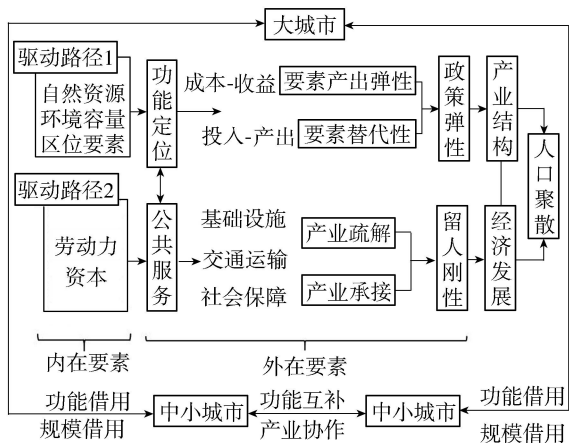 大城市
驱动路径1
自然资源
环境容量
区位要素
功能定位
成本-收益
要素产出弹性
投入-产出
要素替代性
政策弹性
产业结构
人口聚散
驱动路径2
劳动力
资本
公共服务
基础设施
交通运输
社会保障
产业疏解
产业承接
留人刚性
经济发展
内在要素
外在要素
功能借用
规模借用
中小城市
功能互补
产业协作
中小城市
功能借用
规模借用